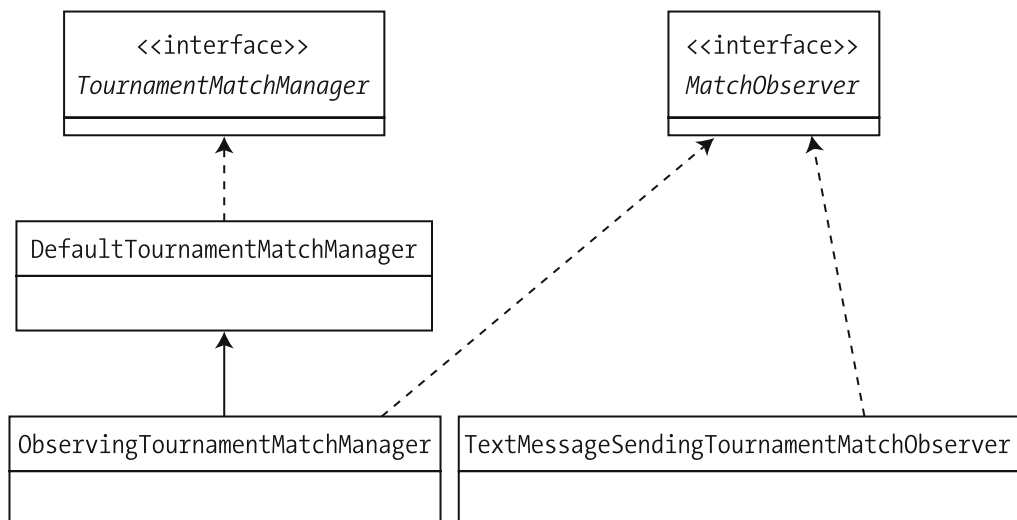 <<interface>>
TournamentMatchManager
<<interface>>
MatchObserver
DefaultTournamentMatchManager
ObservingTournamentMatchManager
TextMessageSendingTournamentMatchObserver